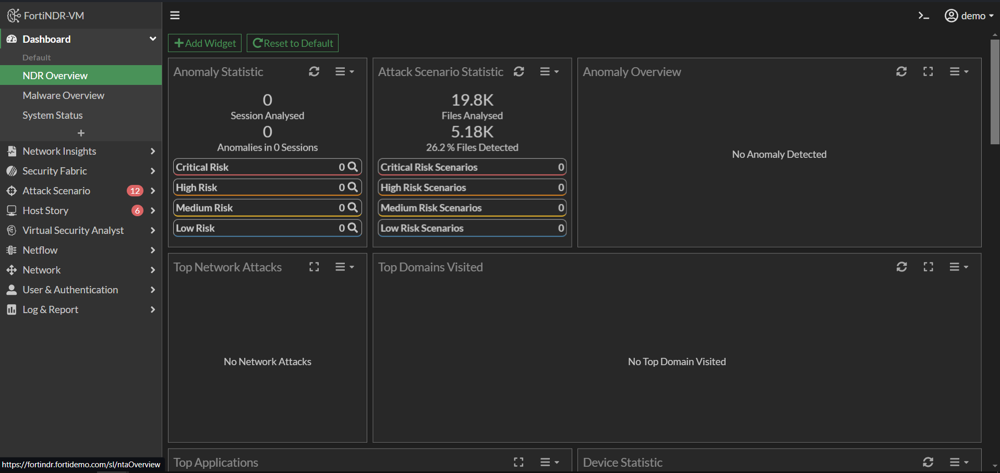 FortiNDR-VM
demo
Dashboard
Default
NDR Overview
Malware Overview
System Status
Network Insights
Security Fabric
Attack Scenario 12
Host Story 6
Virtual Security Analyst
Netflow
Network
User & Authentication
Log & Report
https://fortindr.fortidemo.com/sl/ntaOverview
Add Widget
Reset to Default
Anomaly Statistic
0
Session Analysed
0
Anomalies in 0 Sessions
Critical Risk 0
High Risk 0
Medium Risk 0
Low Risk 0
Attack Scenario Statistic
19.8K
Files Analysed
5.18K
26.2 % Files Detected
Critical Risk Scenarios 0
High Risk Scenarios 0
Medium Risk Scenarios 0
Low Risk Scenarios 0
Anomaly Overview
No Anomaly Detected
Top Network Attacks
No Network Attacks
Top Domains Visited
No Top Domain Visited
Top Applications
Device Statistic